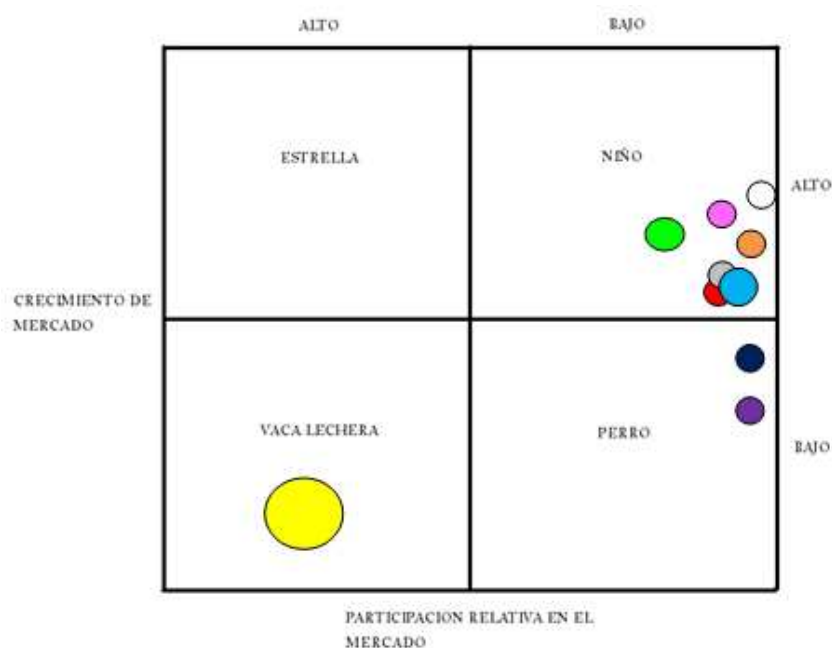 ALTO
BAJO
ESTRELLA
NIÑO
ALTO
CRECIMIENTO DE
MERCADO
VACA LECHERA
PERRO
BAJO
PARTICIPACION RELATIVA EN EL
MERCADO